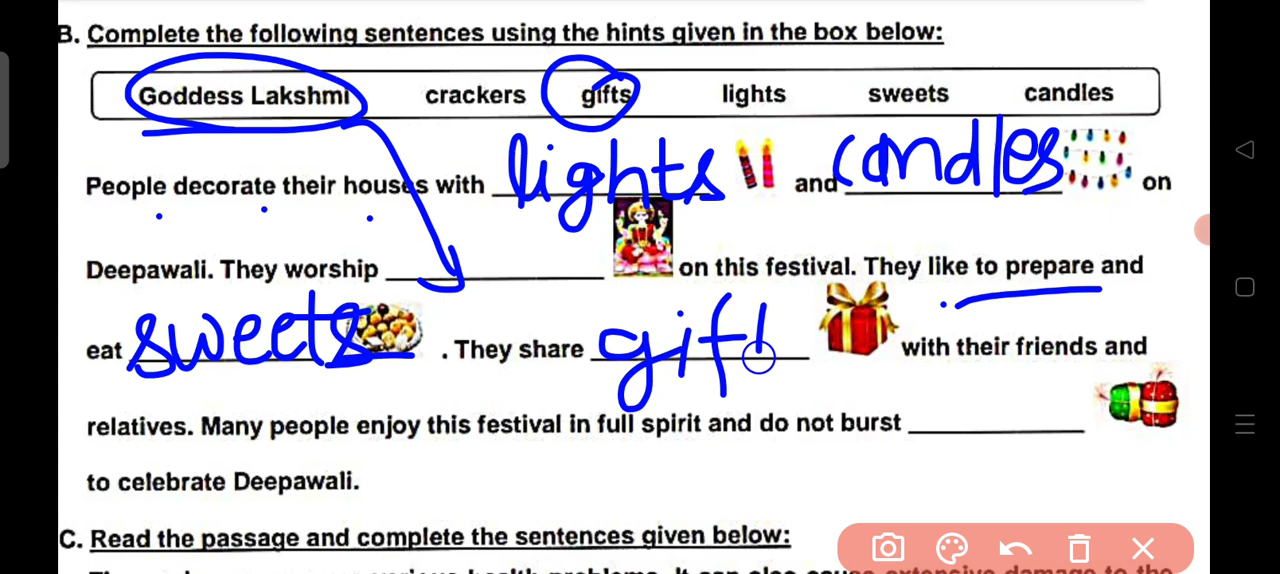 B. Complete the following sentences using the hints given in the box below:
Goddess Lakshmi crackers gifts lights sweets candles
People decorate their houses with lights and candles on
Deepawali. They worship on this festival. They like to prepare and
eat sweets . They share gift with their friends and
relatives. Many people enjoy this festival in full spirit and do not burst
to celebrate Deepawali.
C. Read the passage and complete the sentences given below: